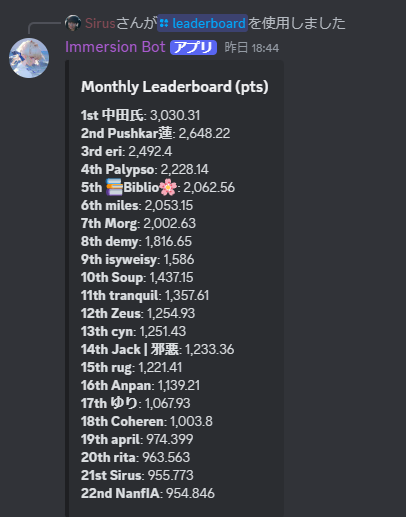 Sirusさんが leaderboardを使用しました
Immersion Bot アプリ 昨日 18:44
Monthly Leaderboard (pts)
1st 中田氏: 3,030.31
2nd Pushkar蓮: 2,648.22
3rd eri: 2,492.4
4th Palypso: 2,228.14
5th 📚Biblio🌸: 2,062.56
6th miles: 2,053.15
7th Morg: 2,002.63
8th demy: 1,816.65
9th isyweisy: 1,586
10th Soup: 1,437.15
11th tranquil: 1,357.61
12th Zeus: 1,254.93
13th cyn: 1,251.43
14th Jack | 邪悪: 1,233.36
15th rug: 1,221.41
16th Anpan: 1,139.21
17th ゆり: 1,067.93
18th Coheren: 1,003.8
19th april: 974.399
20th rita: 963.563
21st Sirus: 955.773
22nd NanfIA: 954.846